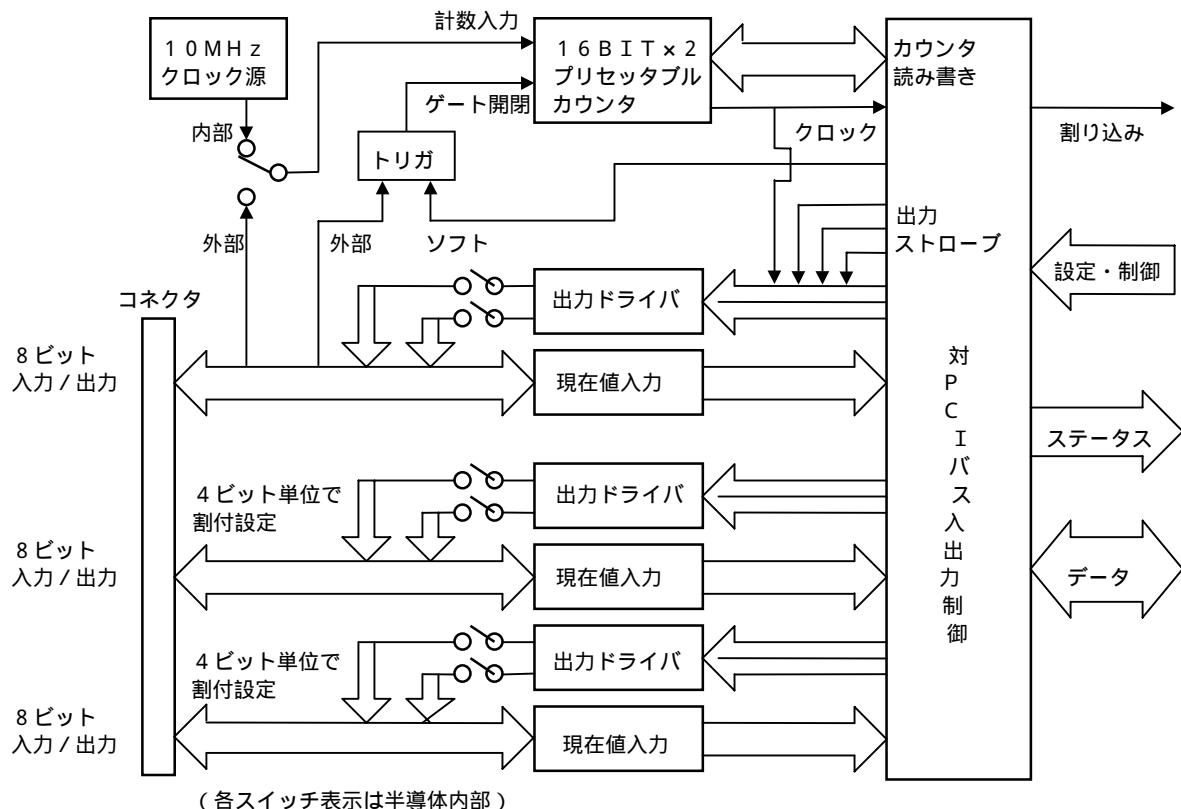 計数入力
１０ＭＨｚ
クロック源
１６ＢＩＴ×２
プリセッタブル
カウンタ
カウンタ
読み書き
ゲート開閉
内部
トリガ
クロック
割り込み
外部
外部
ソフト
出力
ストローブ
設定・制御
コネクタ
出力ドライバ
８ビット
入力／出力
現在値入力
対ＰＣＩバス入出力制御
ステータス
４ビット単位で
割付設定
出力ドライバ
８ビット
入力／出力
現在値入力
データ
４ビット単位で
割付設定
出力ドライバ
８ビット
入力／出力
現在値入力
（各スイッチ表示は半導体内部）